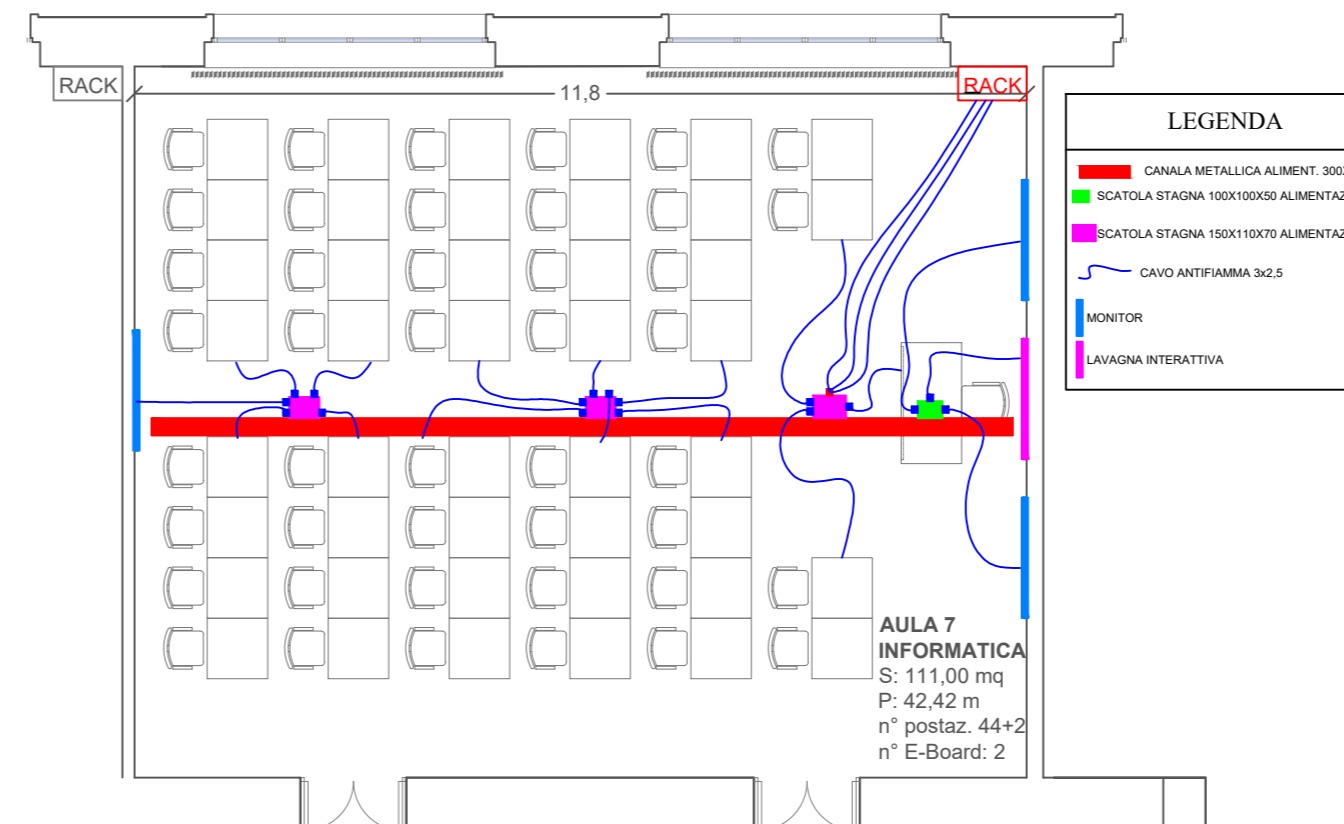 RACK
11,8
RACK
LEGENDA
CANALA METALLICA ALIMENT. 300
SCATOLA STAGNA 100X100X50 ALIMENTAZ
SCATOLA STAGNA 150X110X70 ALIMENTAZ
CAVO ANTIFIAMMA 3x2,5
MONITOR
LAVAGNA INTERATTIVA
AULA 7
INFORMATICA
S: 111,00 mq
P: 42,42 m
n° postaz. 44+2
n° E-Board: 2